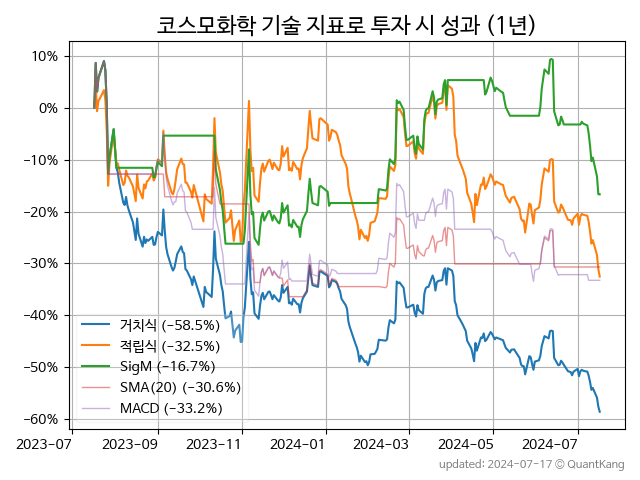 코스모화학 기술 지표로 투자 시 성과 (1년)
10%
0%
−10%
−20%
−30%
−40%
−50%
−60%
거치식 (−58.5%)
적립식 (−32.5%)
SigM (−16.7%)
SMA(20) (−30.6%)
MACD (−33.2%)
2023-07 2023-09 2023-11 2024-01 2024-03 2024-05 2024-07
updated: 2024-07-17 © QuantKang